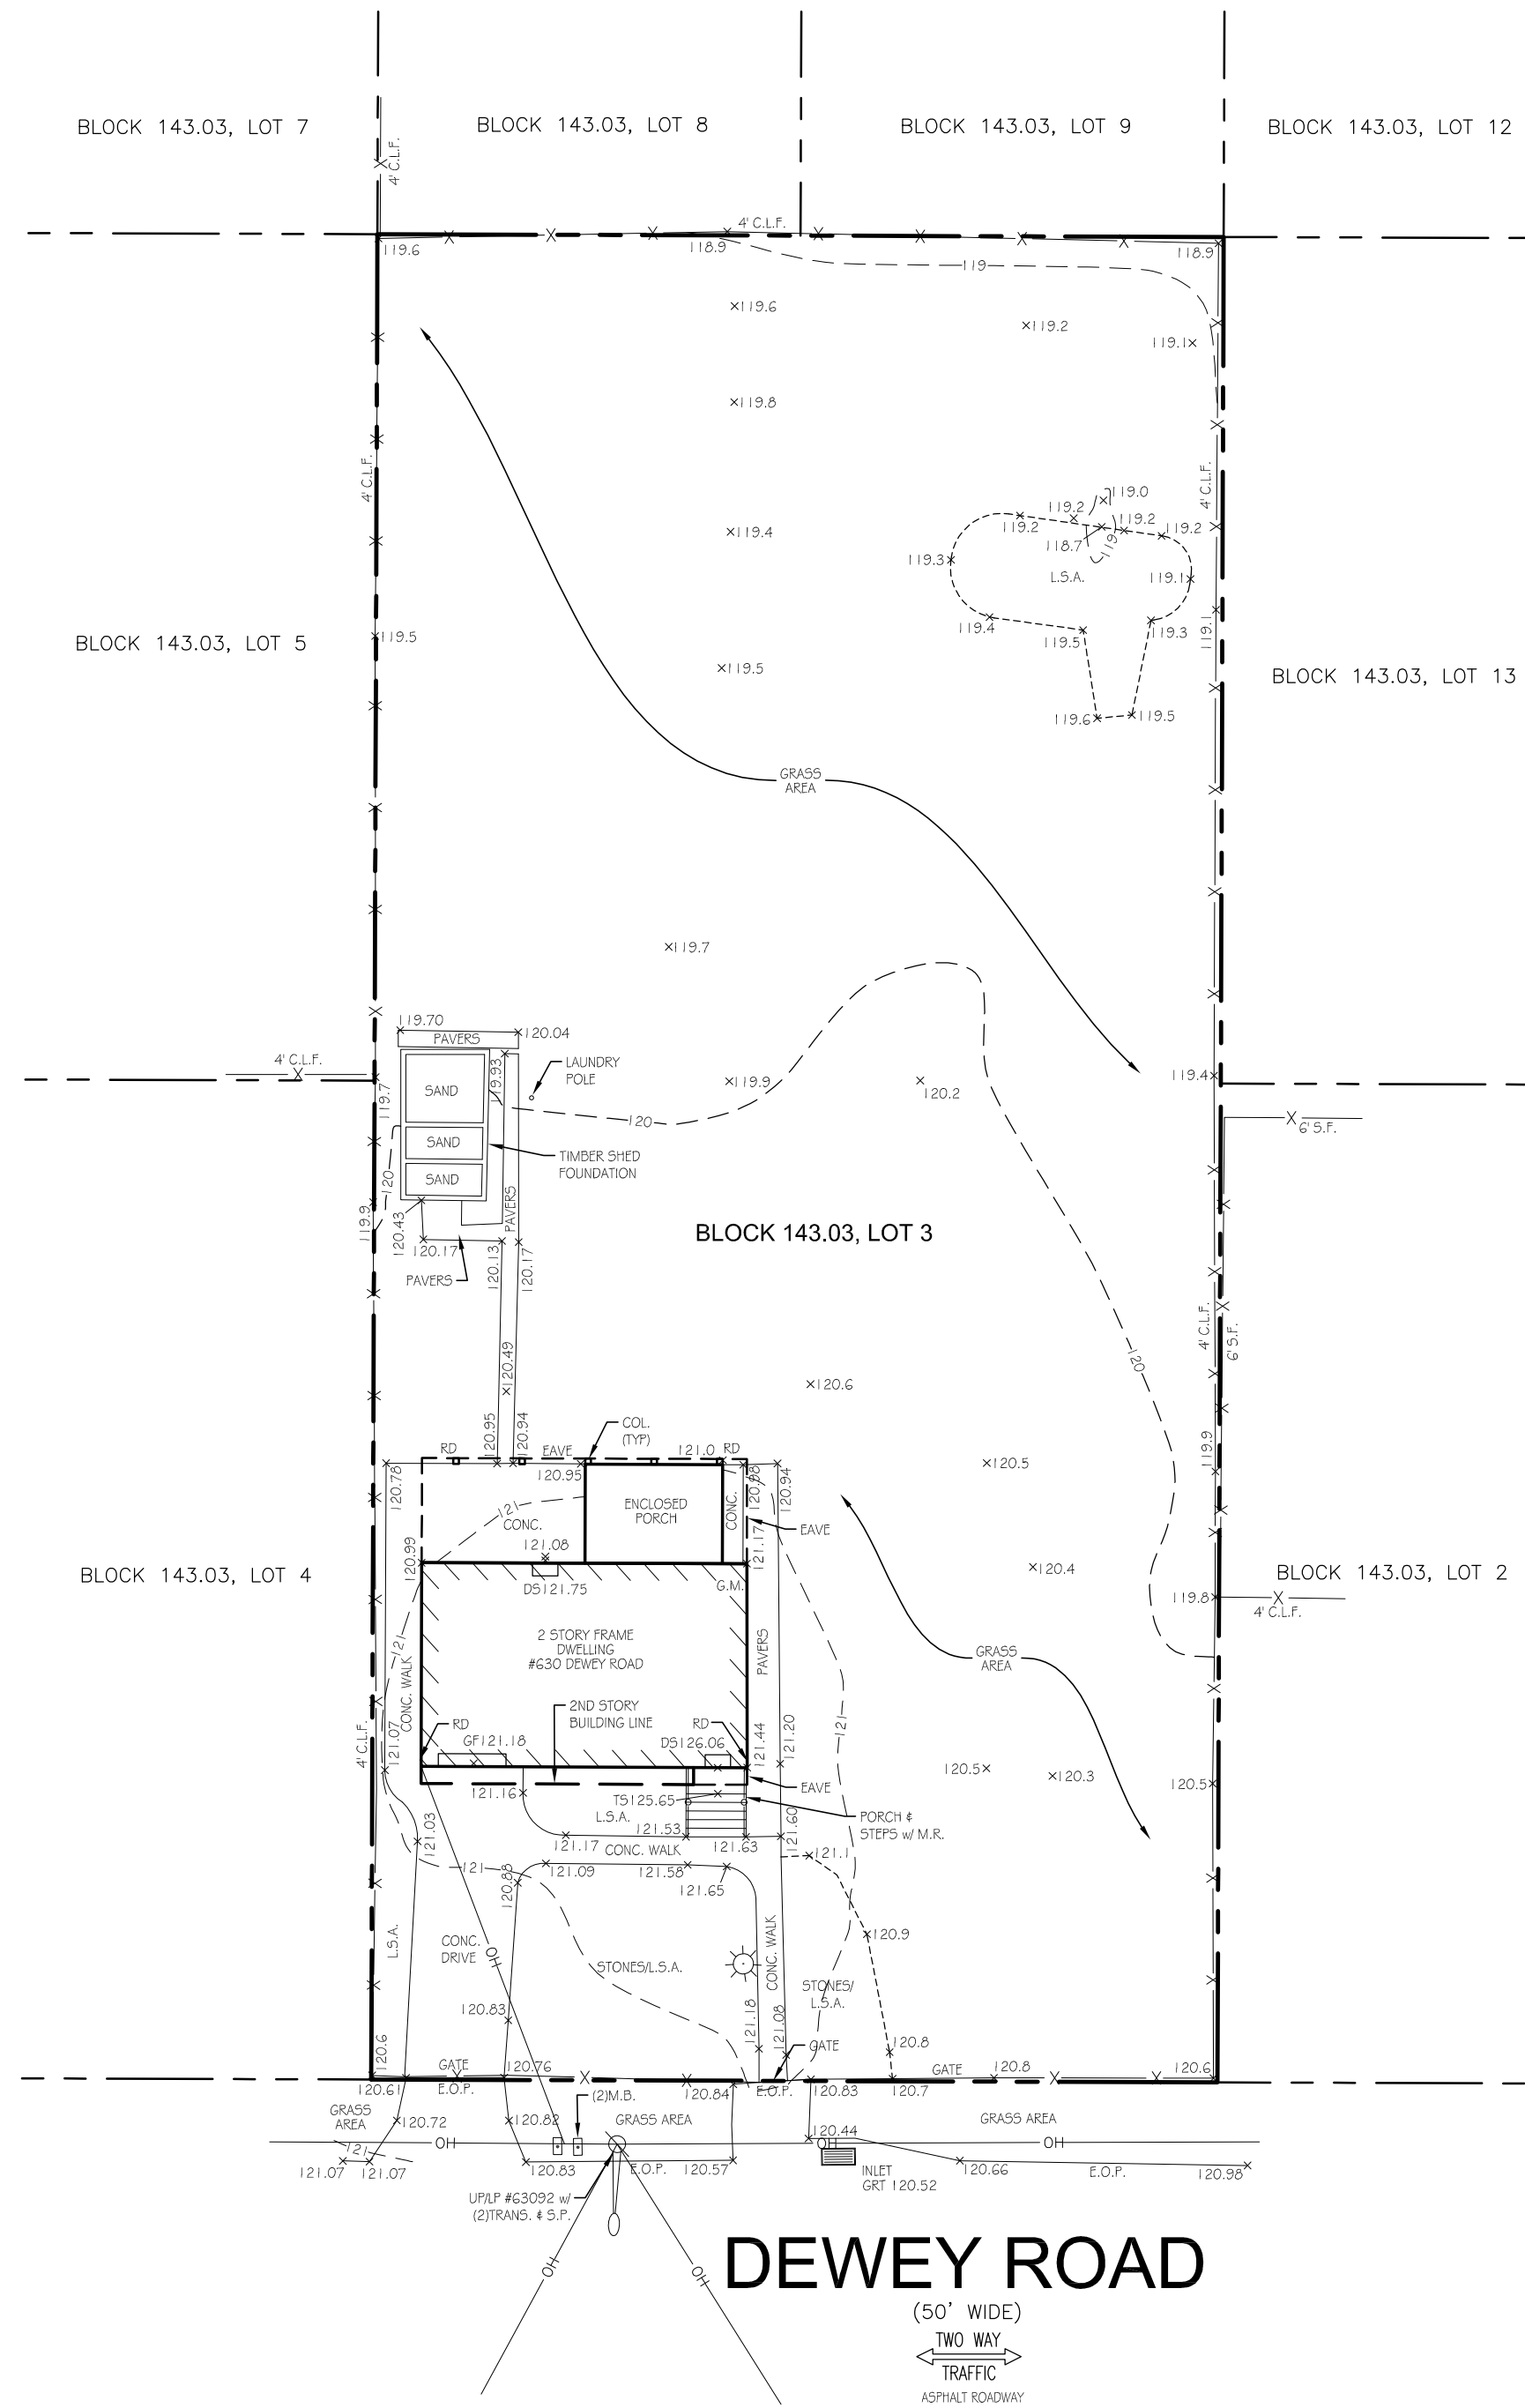 BLOCK 143.03, LOT 7
BLOCK 143.03, LOT 8
BLOCK 143.03, LOT 9
BLOCK 143.03, LOT 12
4' C.L.F.
4' C.L.F.
119.6
118.9
119
118.9
119.6
119.2
119.1
119.8
4' C.L.F.
4' C.L.F.
119.0
119.2
119.2
119.2
119.2
119.4
118.7
119
119.3
L.S.A.
119.1
119.4
119.5
119.3
119.1
BLOCK 143.03, LOT 5
119.5
119.5
BLOCK 143.03, LOT 13
119.6
119.5
GRASS
AREA
119.7
119.70
120.04
PAVERS
4' C.L.F.
119.93
LAUNDRY
POLE
SAND
119.7
119.9
120.2
119.4
120
6' S.F.
SAND
TIMBER SHED
FOUNDATION
SAND
120
119.9
120.43
PAVERS
120.17
120.13
120.17
PAVERS
BLOCK 143.03, LOT 3
4' C.L.F.
6' S.F.
120
120.49
120.6
COL.
(TYP)
RD
120.95
120.94
EAVE
121.0
RD
119.9
120.78
120.95
120.98
120.94
120.5
121
CONC.
ENCLOSED
PORCH
CONC.
EAVE
120.99
121.08
121.17
BLOCK 143.03, LOT 4
DS121.75
G.M.
120.4
119.8
BLOCK 143.03, LOT 2
4' C.L.F.
2 STORY FRAME
DWELLING
#630 DEWEY ROAD
121
CONC. WALK
PAVERS
GRASS
AREA
2ND STORY
BUILDING LINE
RD
RD
4' C.L.F.
121.07
GF121.18
DS126.06
121.44
121.20
121
120.5
120.3
120.5
EAVE
121.16
TS125.65
L.S.A.
PORCH &
STEPS w/ M.R.
121.03
121.17
121.53
121.63
121.60
CONC. WALK
121.1
121
120.88
121.09
121.58
121.65
120.9
L.S.A.
CONC.
DRIVE
OH
STONES/L.S.A.
CONC. WALK
STONES/
L.S.A.
120.83
121.18
121.08
120.6
GATE
120.76
GATE
120.8
GATE
120.8
120.6
120.61
E.O.P.
(2)M.B.
120.84
E.O.P.
120.83
120.7
GRASS
AREA
120.72
120.82
GRASS AREA
GRASS AREA
120.44
OH
OH
OH
121
121.07
121.07
120.83
E.O.P.
120.57
INLET
GRT 120.52
120.66
E.O.P.
120.98
UP/LP #63092 w/
(2)TRANS. & S.P.
OH
OH
DEWEY ROAD
(50' WIDE)
TWO WAY
TRAFFIC
ASPHALT ROADWAY